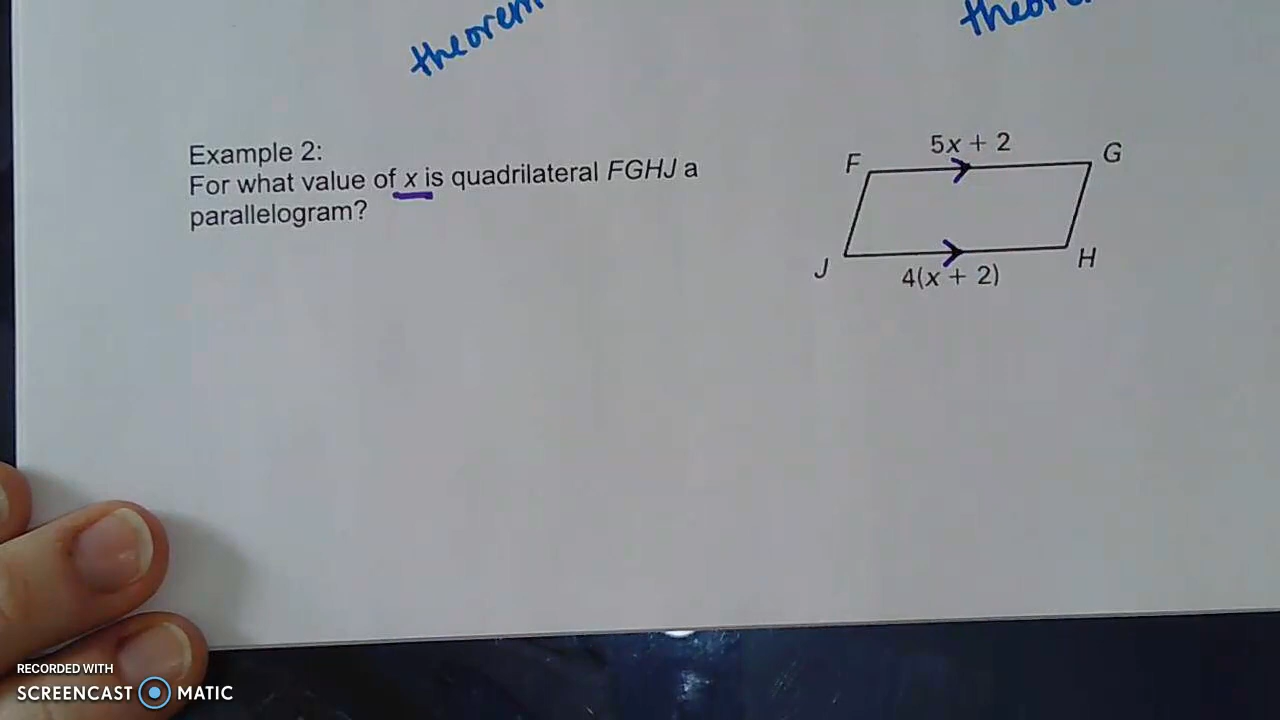 theorem
Example 2:
For what value of x is quadrilateral FGHJ a
parallelogram?
5x + 2
F
G
J
H
4(x + 2)
RECORDED WITH
SCREENCAST MATIC